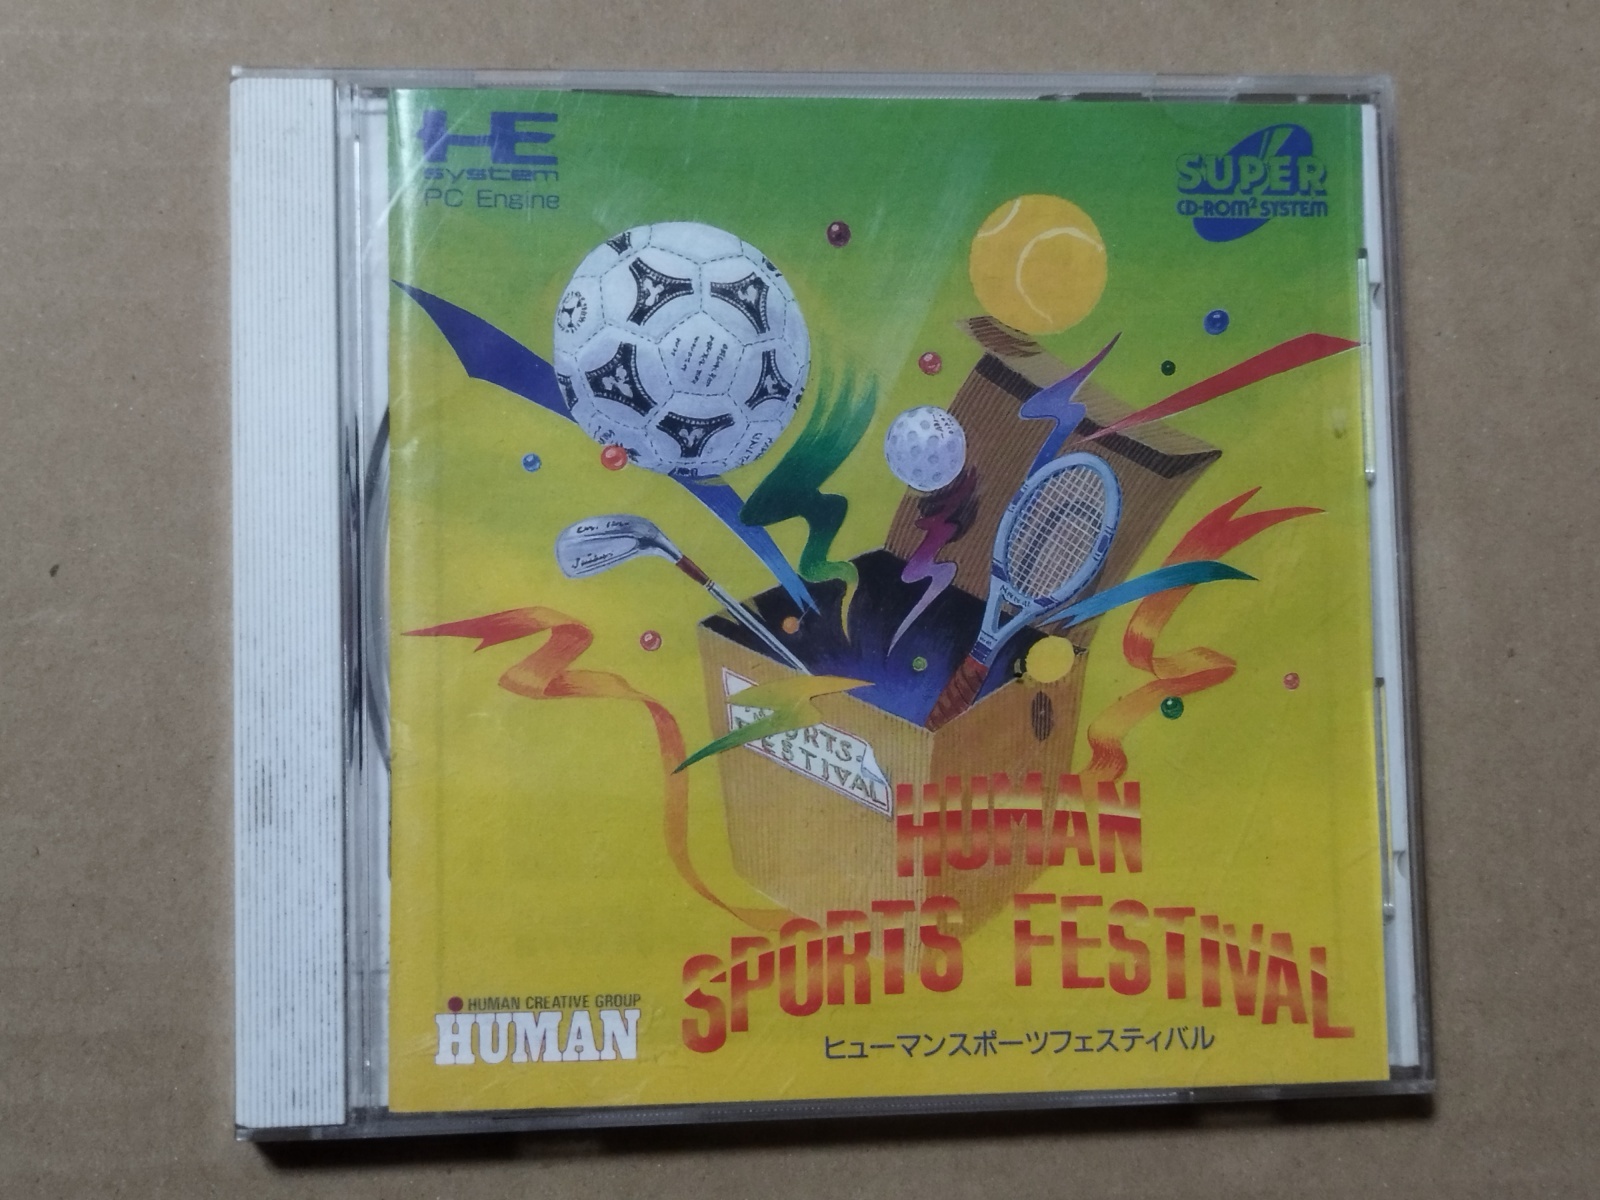 HE
system
PC Engine
SUPER
CD-ROM² SYSTEM
SPORTS
FESTIVAL
HUMAN
SPORTS FESTIVAL
ヒューマンスポーツフェスティバル
HUMAN CREATIVE GROUP
HUMAN